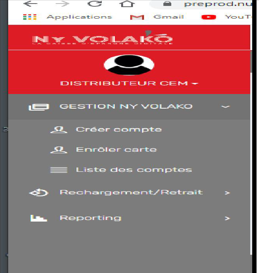 preprod.nu
Applications M Gmail YouT
NY VOLAKÓ
DISTRIBUTEUR CEM
GESTION NY VOLAKO
Créer compte
Enrôler carte
Liste des comptes
Rechargement/Retrait >
Reporting >